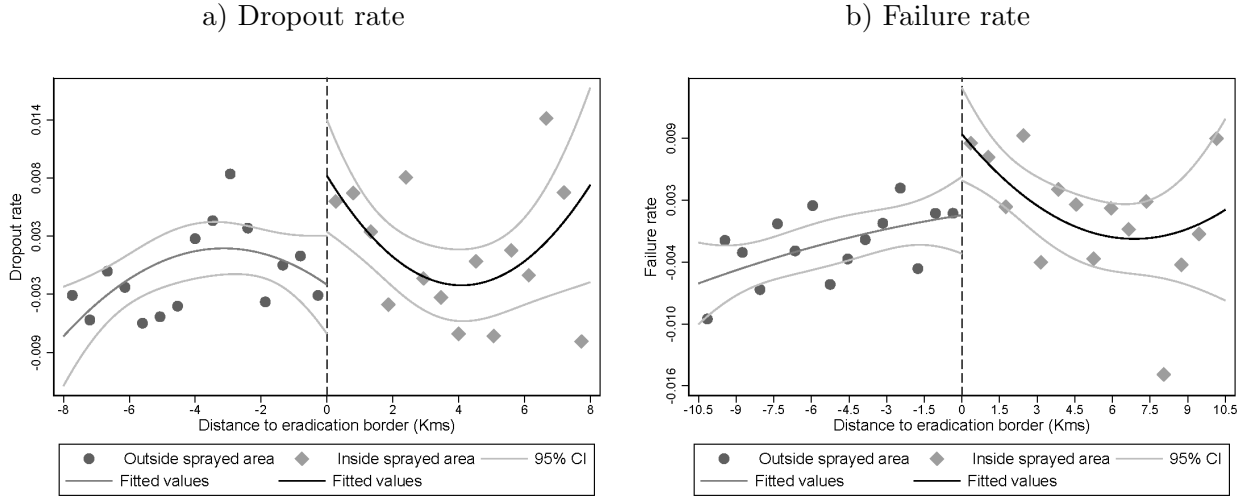 a) Dropout rate
b) Failure rate
Dropout rate
0.014
0.008
0.003
-0.003
-0.009
-8 -6 -4 -2 0 2 4 6 8
Distance to eradication border (Kms)
Outside sprayed area Inside sprayed area 95% CI
Fitted values Fitted values
Failure rate
0.009
0.003
-0.004
-0.010
-0.016
-10.5 -9 -7.5 -6 -4.5 -3 -1.5 0 1.5 3 4.5 6 7.5 9 10.5
Distance to eradication border (Kms)
Outside sprayed area Inside sprayed area 95% CI
Fitted values Fitted values